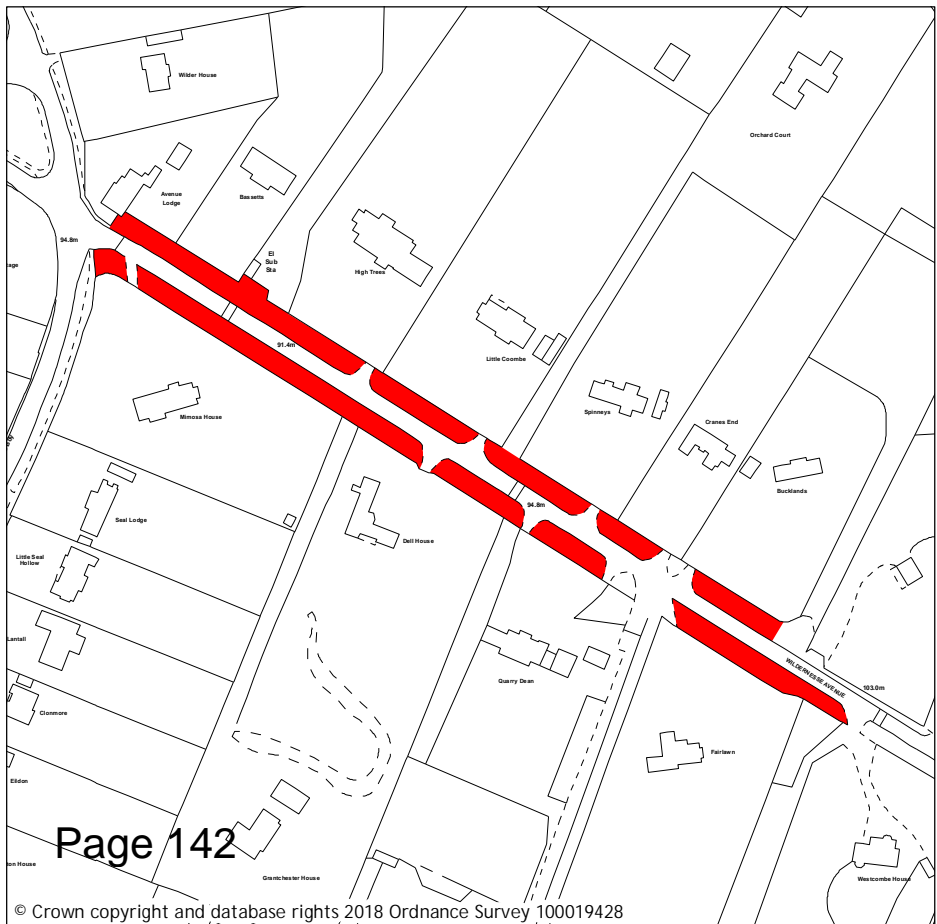 Wilder House
Orchard Court
Avenue
Lodge
Bassetts
94.8m
El
Sub
Sta
High Trees
91.4m
Little Coombe
Spinneys
Mimosa House
Cranes End
Bucklands
Seal Lodge
94.8m
Dell House
Little Seal
Hollow
Lantall
Quarry Dean
WILDERNESSE AVENUE
103.0m
Clonmore
Fairlawn
Eildon
Page 142
ton House
Grantchester House
Westcombe House
© Crown copyright and database rights 2018 Ordnance Survey 100019428